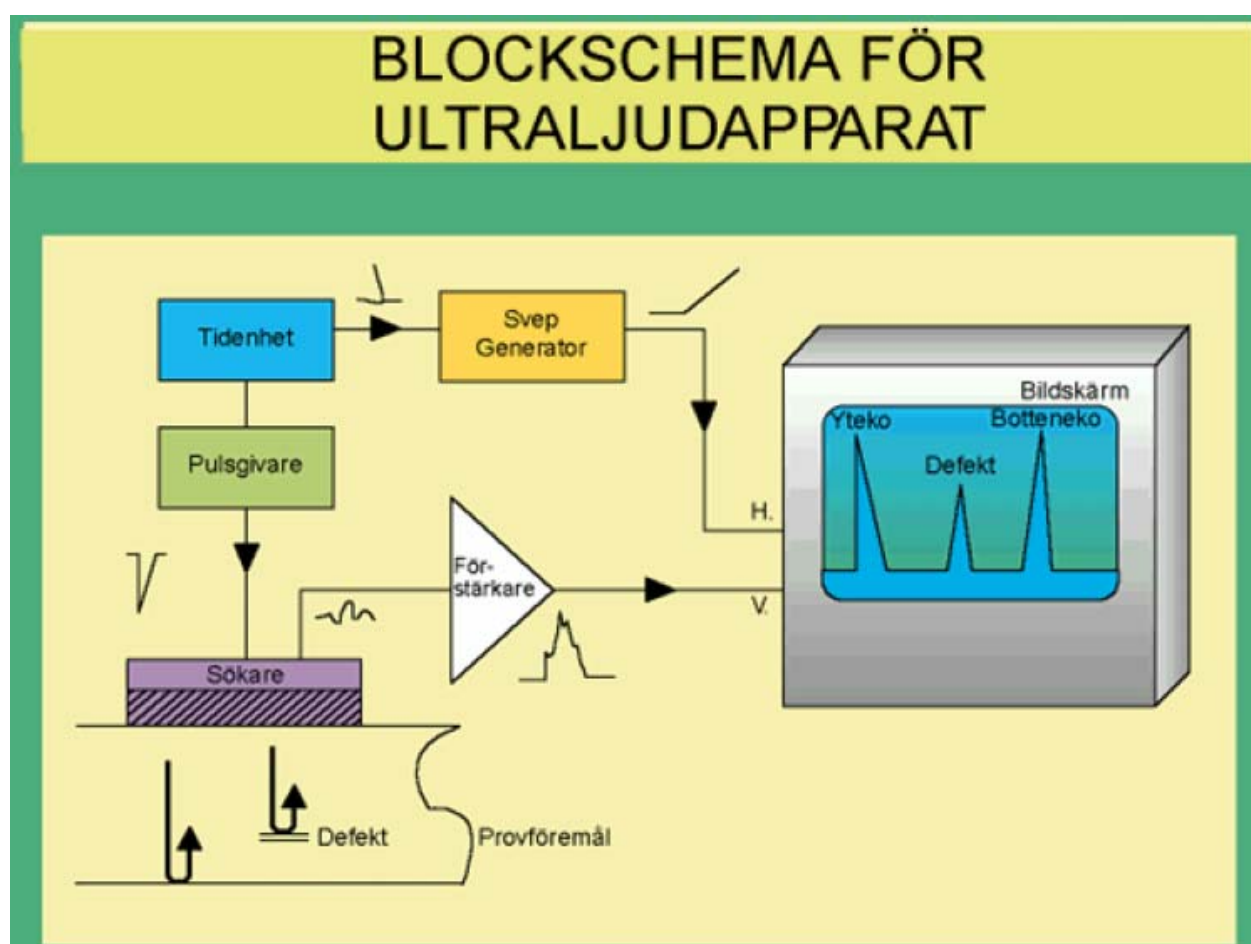 BLOCKSCHEMA FÖR
ULTRALJUDAPPARAT
Tidenhet
Svep
Generator
Bildskärm
Yteko
Botteneko
Defekt
Pulsgivare
H.
För-
stärkare
V.
Sökare
Defekt
Provföremål